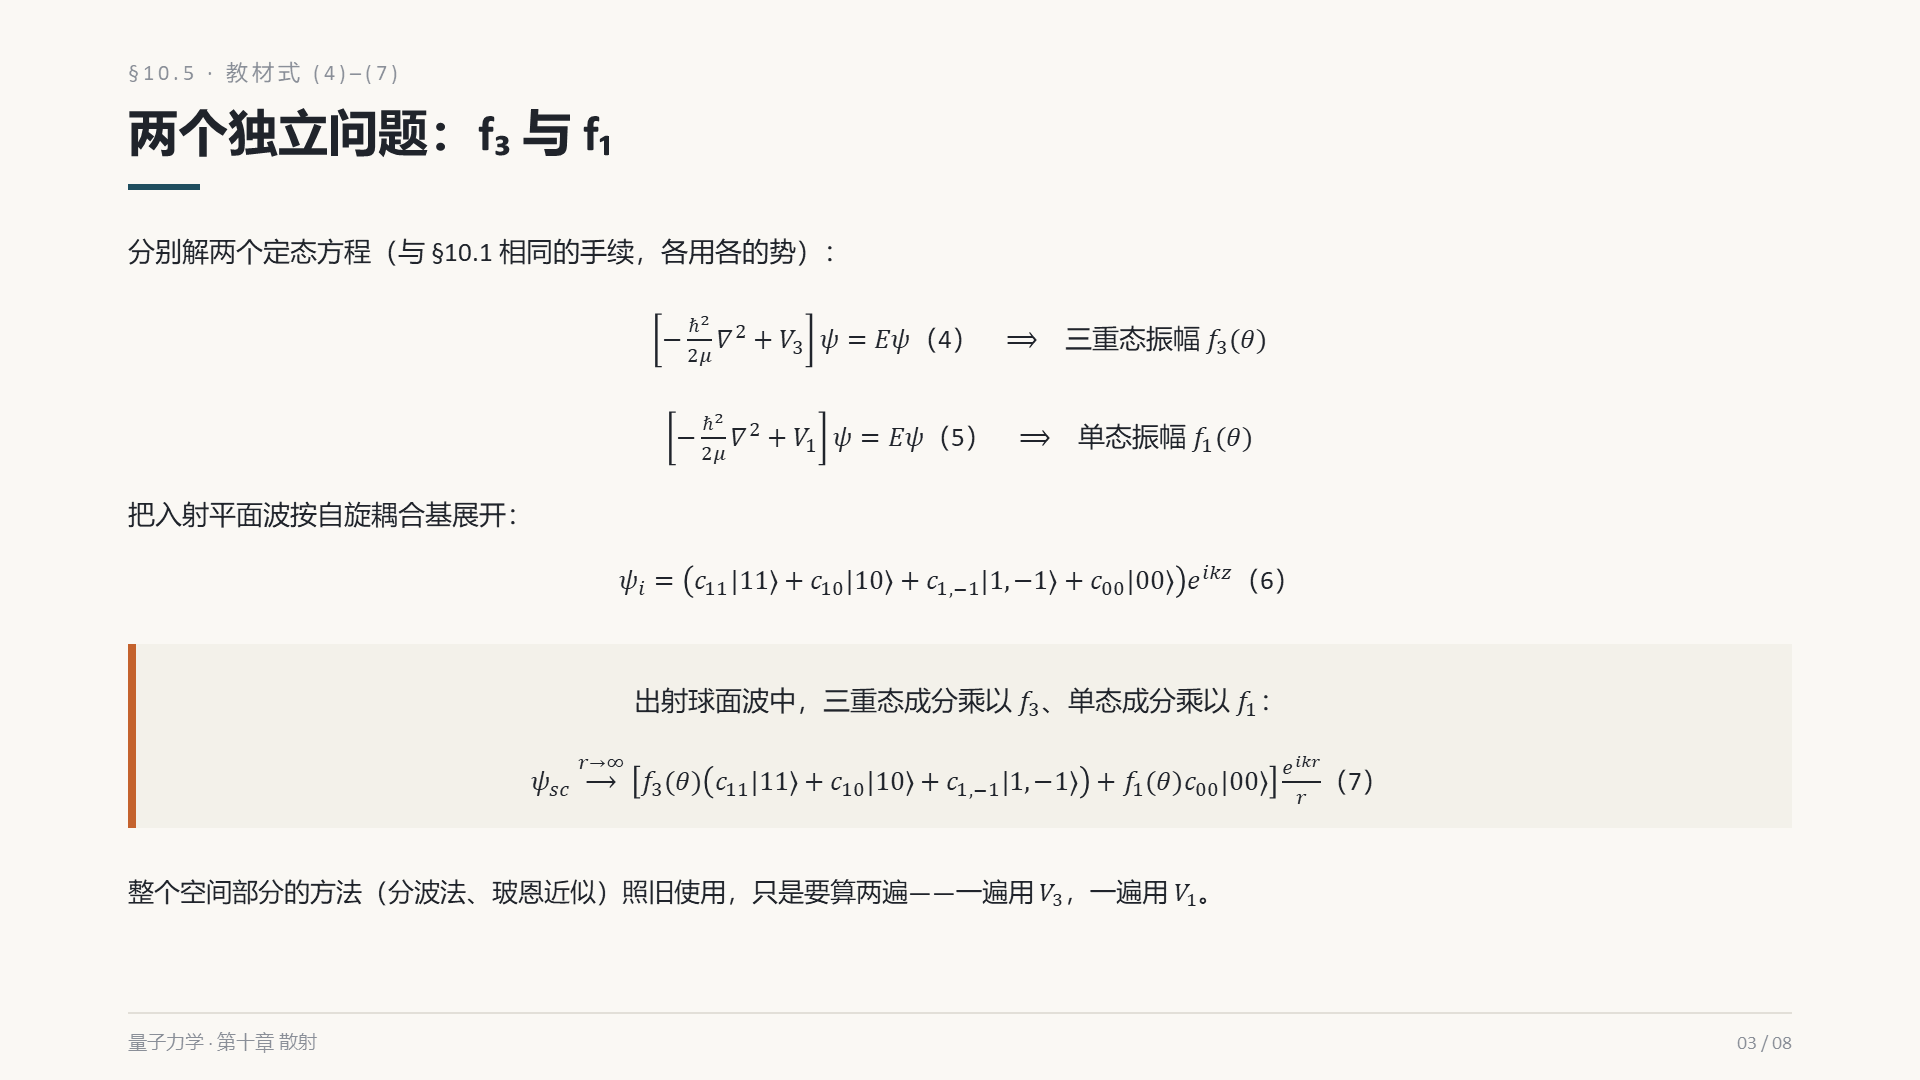 §10.5 · 教材式 (4)–(7)
两个独立问题：f₃ 与 f₁
分别解两个定态方程（与 §10.1 相同的手续，各用各的势）：
[−ℏ²/2μ ∇² + V₃]ψ = Eψ（4） ⟹ 三重态振幅 f₃(θ)
[−ℏ²/2μ ∇² + V₁]ψ = Eψ（5） ⟹ 单态振幅 f₁(θ)
把入射平面波按自旋耦合基展开：
ψᵢ = (c₁₁|11⟩ + c₁₀|10⟩ + c₁,₋₁|1,−1⟩ + c₀₀|00⟩)e^{ikz}（6）
出射球面波中，三重态成分乘以 f₃、单态成分乘以 f₁：
ψ_{sc} \xrightarrow{r→∞} [f₃(θ)(c₁₁|11⟩ + c₁₀|10⟩ + c₁,₋₁|1,−1⟩) + f₁(θ)c₀₀|00⟩] e^{ikr}/r（7）
整个空间部分的方法（分波法、玻恩近似）照旧使用，只是要算两遍——一遍用 V₃，一遍用 V₁。
量子力学 · 第十章 散射
03 / 08